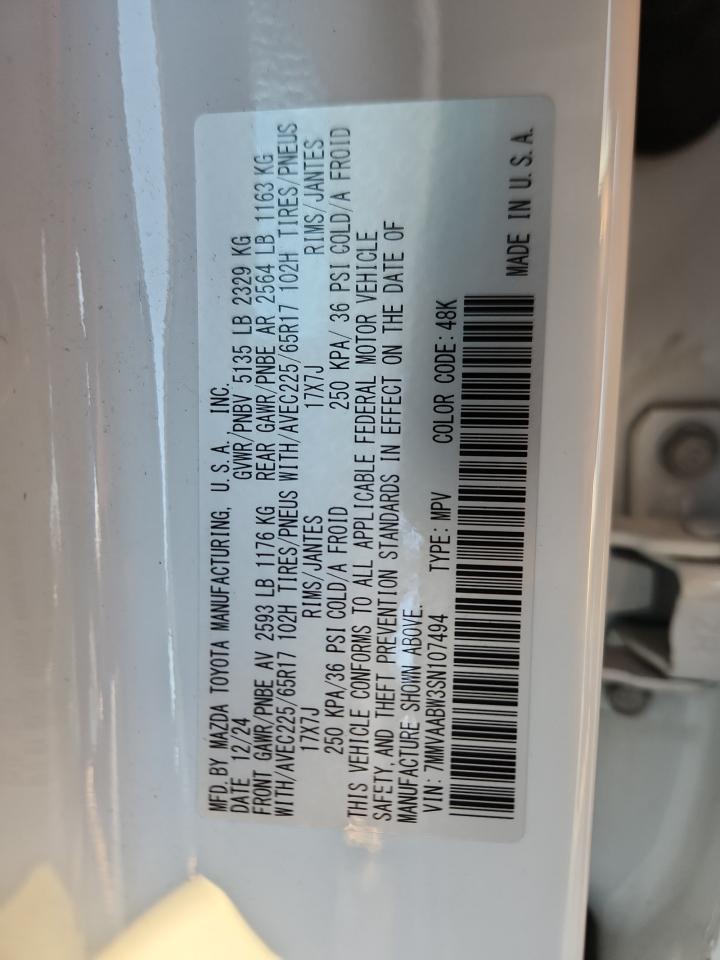 MFD. BY MAZDA TOYOTA MANUFACTURING, U.S.A., INC.
DATE 12/24 GVWR/PNBV 5135 LB 2329 KG
FRONT GAWR/PNBE AV 2593 LB 1176 KG REAR GAWR/PNBE AR 2564 LB 1163 KG
WITH/AVEC225/65R17 102H TIRES/PNEUS WITH/AVEC225/65R17 102H TIRES/PNEUS
17X7J RIMS/JANTES 17X7J RIMS/JANTES
250 KPA/36 PSI COLD/A FROID 250 KPA/ 36 PSI COLD/A FROID
THIS VEHICLE CONFORMS TO ALL APPLICABLE FEDERAL MOTOR VEHICLE
SAFETY, AND THEFT PREVENTION STANDARDS IN EFFECT ON THE DATE OF
MANUFACTURE SHOWN ABOVE.
VIN: 7MMVAABW3SN107494 TYPE: MPV COLOR CODE: 48K
MADE IN U.S.A.